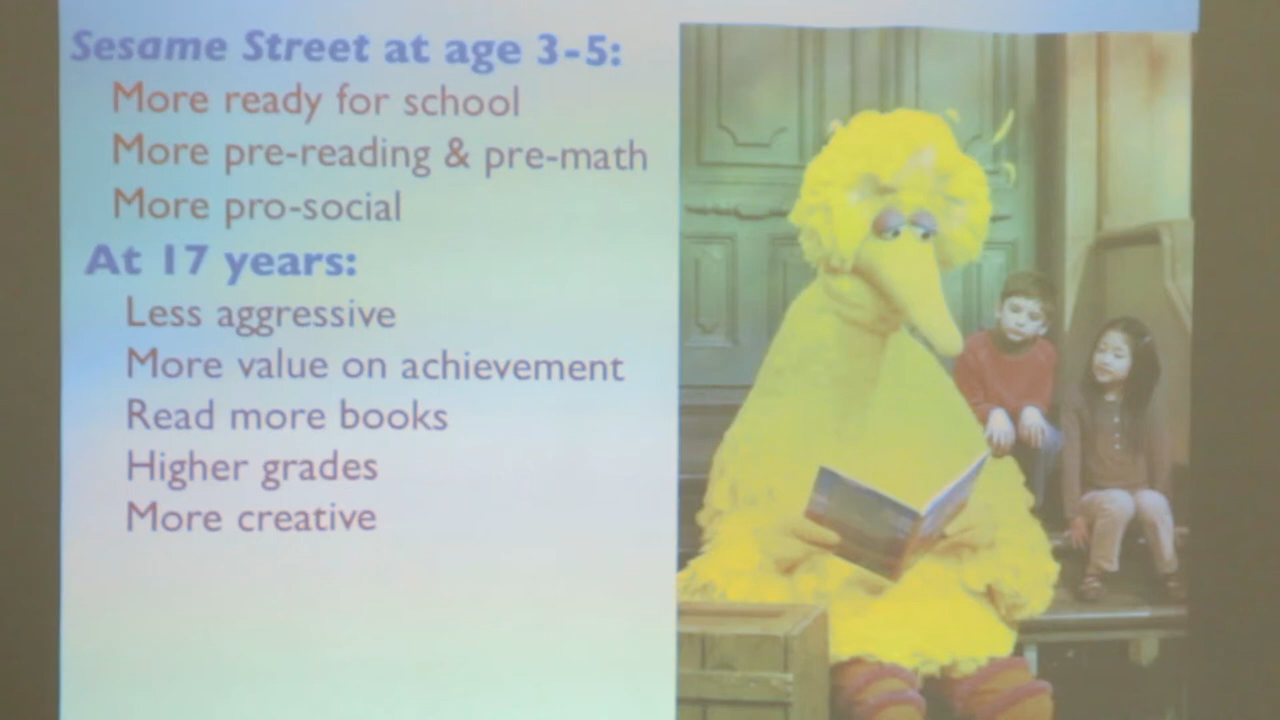 Sesame Street at age 3-5:
More ready for school
More pre-reading & pre-math
More pro-social
At 17 years:
Less aggressive
More value on achievement
Read more books
Higher grades
More creative